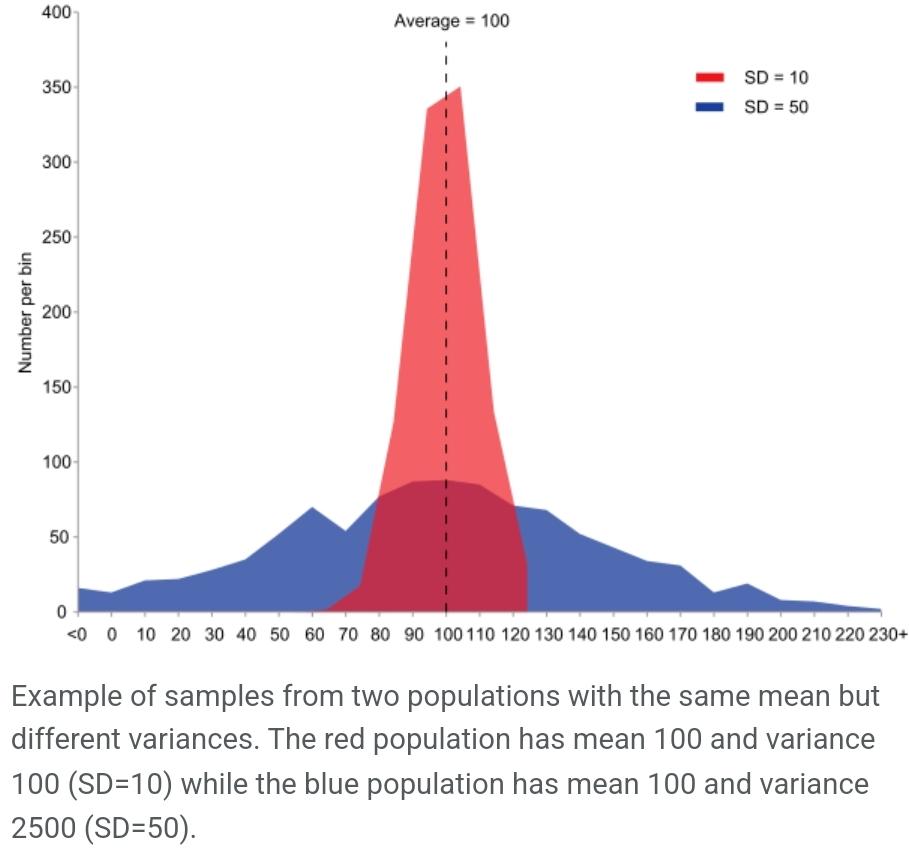 400
Average = 100
350
SD = 10
SD = 50
300
250
Number per bin
200
150
100
50
0
<0 0 10 20 30 40 50 60 70 80 90 100 110 120 130 140 150 160 170 180 190 200 210 220 230+
Example of samples from two populations with the same mean but
different variances. The red population has mean 100 and variance
100 (SD=10) while the blue population has mean 100 and variance
2500 (SD=50).